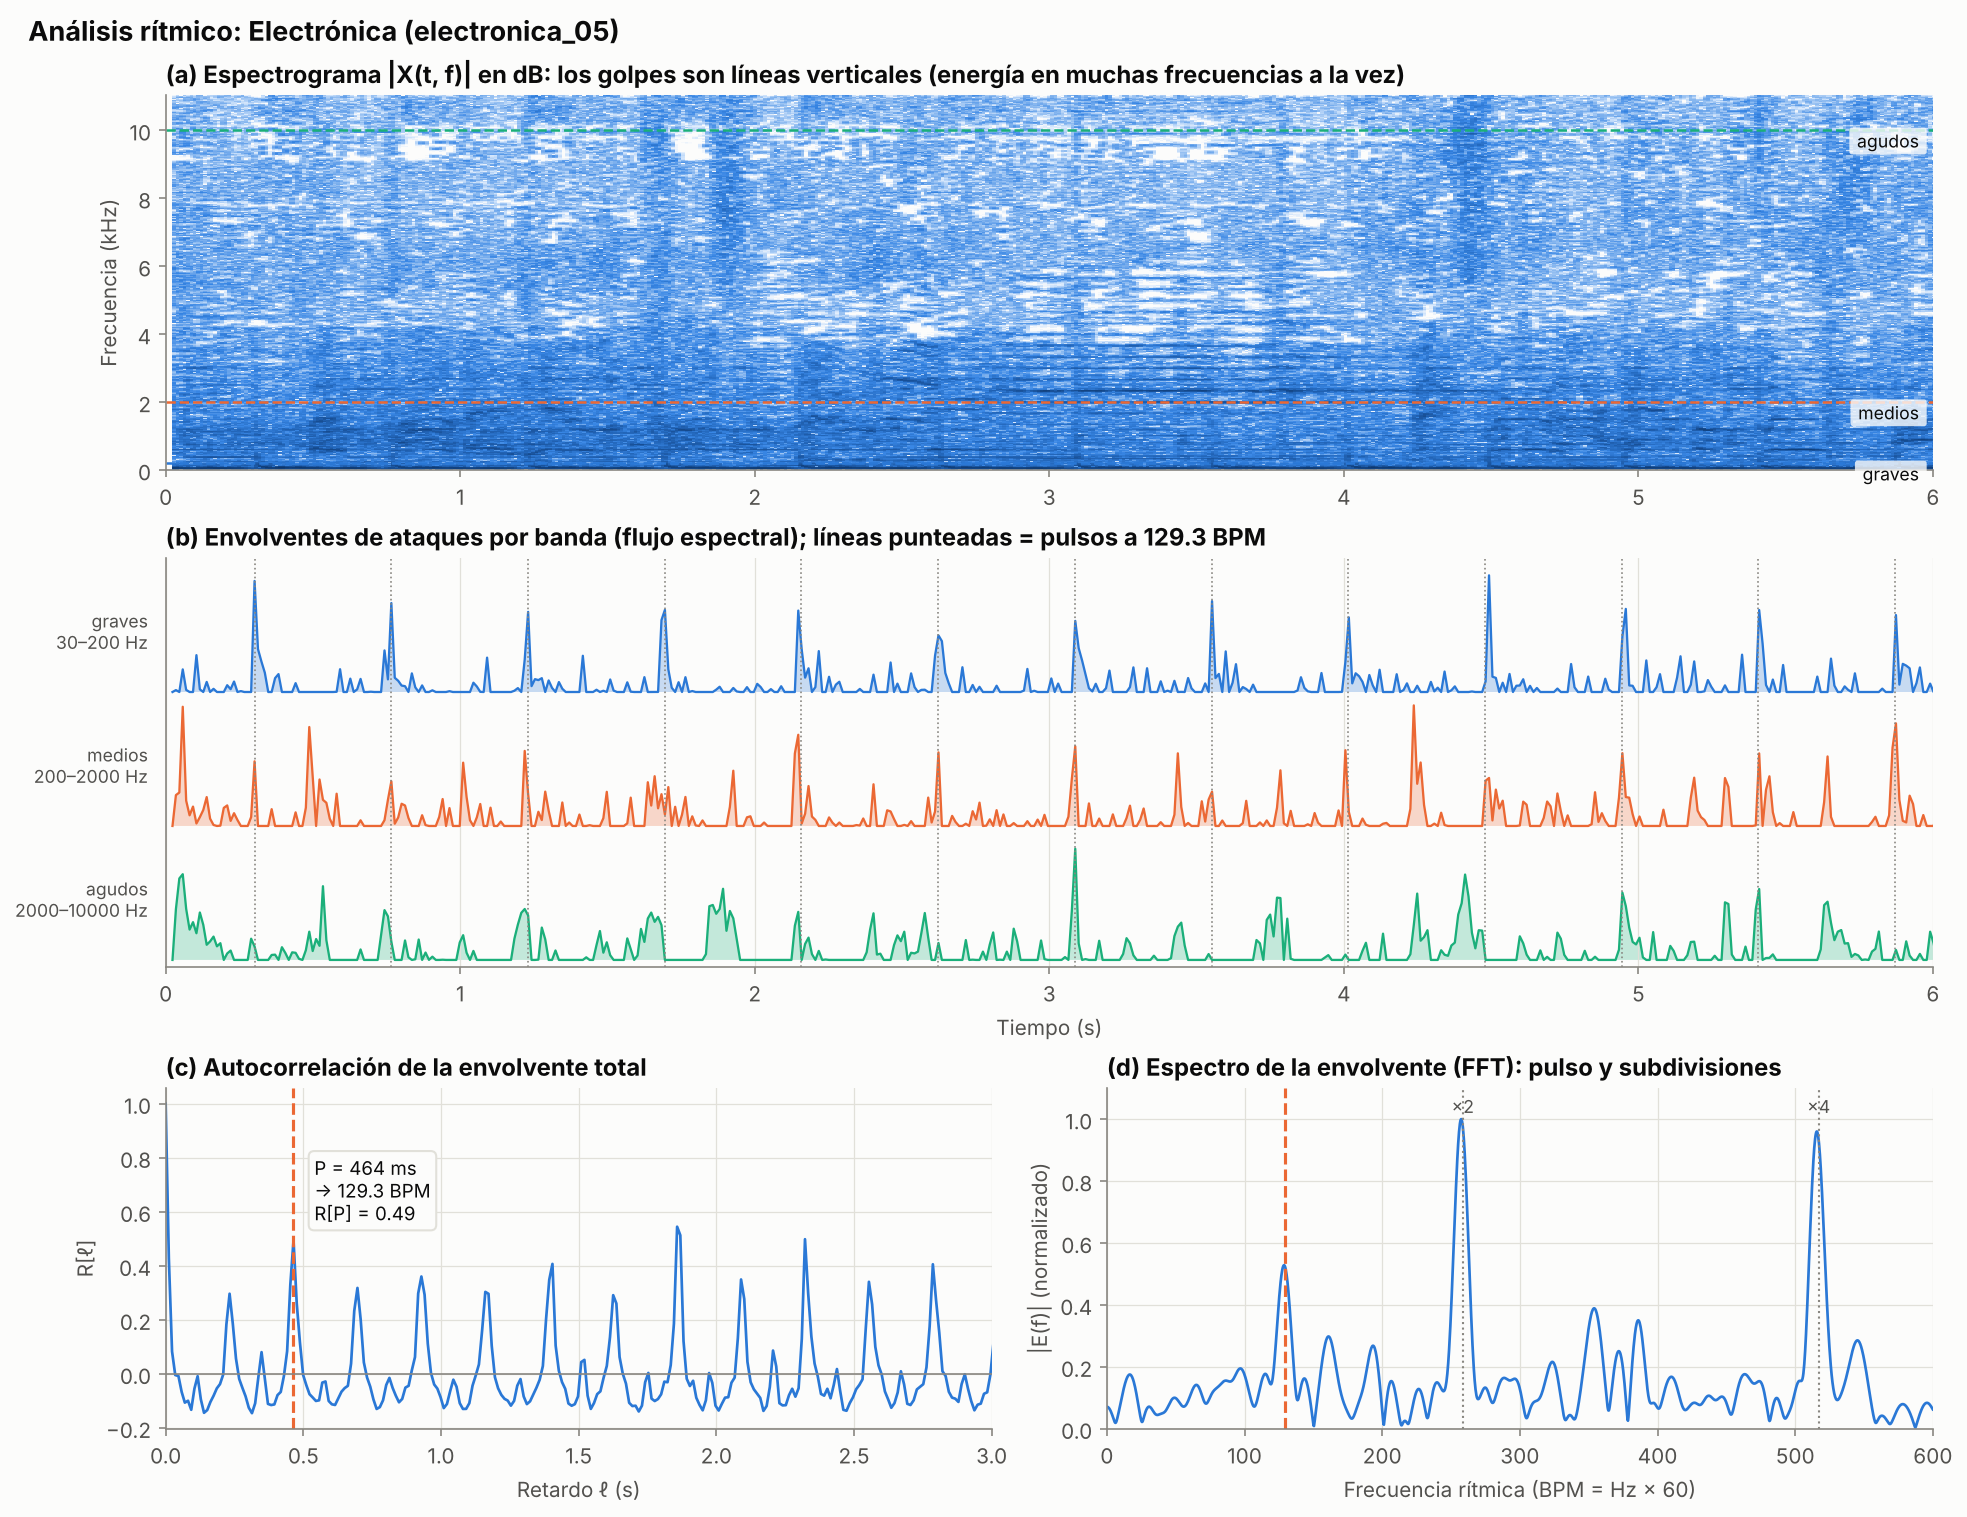 Análisis rítmico: Electrónica (electronica_05)
(a) Espectrograma |X(t, f)| en dB: los golpes son líneas verticales (energía en muchas frecuencias a la vez)
Frecuencia (kHz)
10
8
6
4
2
0
agudos
medios
graves
0 1 2 3 4 5 6
(b) Envolventes de ataques por banda (flujo espectral); líneas punteadas = pulsos a 129.3 BPM
graves
30–200 Hz
medios
200–2000 Hz
agudos
2000–10000 Hz
0 1 2 3 4 5 6
Tiempo (s)
(c) Autocorrelación de la envolvente total
R[ℓ]
1.0
0.8
0.6
0.4
0.2
0.0
−0.2
P = 464 ms
→ 129.3 BPM
R[P] = 0.49
0.0 0.5 1.0 1.5 2.0 2.5 3.0
Retardo ℓ (s)
(d) Espectro de la envolvente (FFT): pulso y subdivisiones
|E(f)| (normalizado)
×2 ×4
1.0
0.8
0.6
0.4
0.2
0.0
0 100 200 300 400 500 600
Frecuencia rítmica (BPM = Hz × 60)